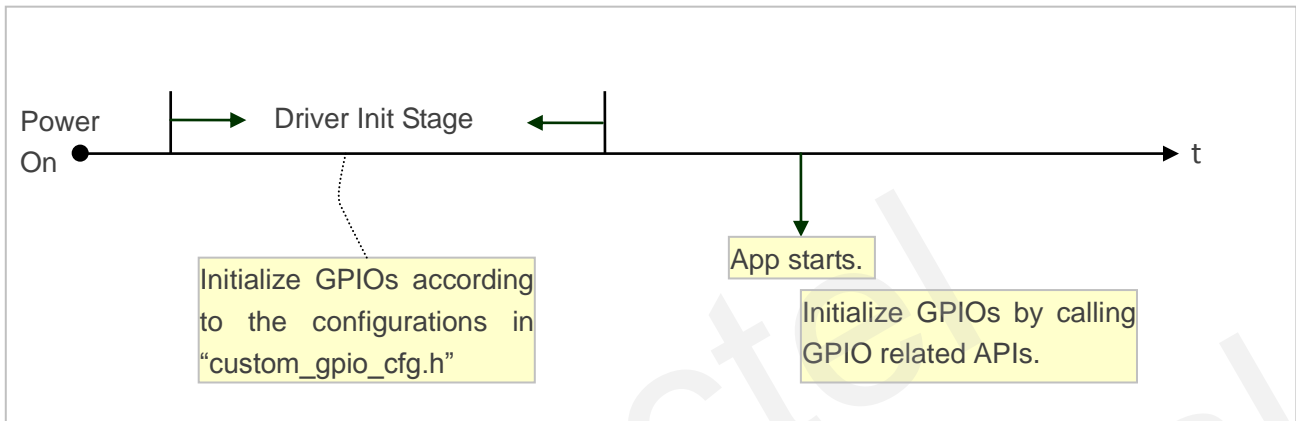 Power
On
Driver Init Stage
t
Initialize GPIOs according
to the configurations in
“custom_gpio_cfg.h”
App starts.
Initialize GPIOs by calling
GPIO related APIs.